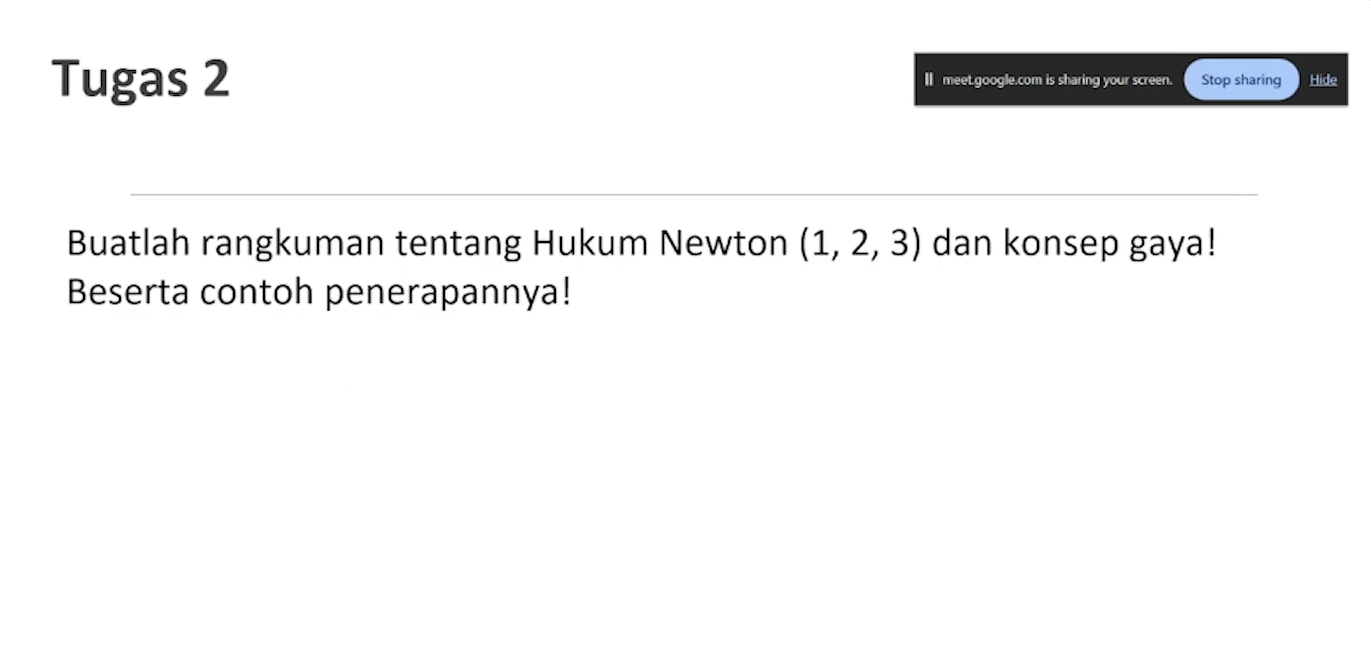 Tugas 2
meet.google.com is sharing your screen. Stop sharing Hide
Buatlah rangkuman tentang Hukum Newton (1, 2, 3) dan konsep gaya!
Beserta contoh penerapannya!